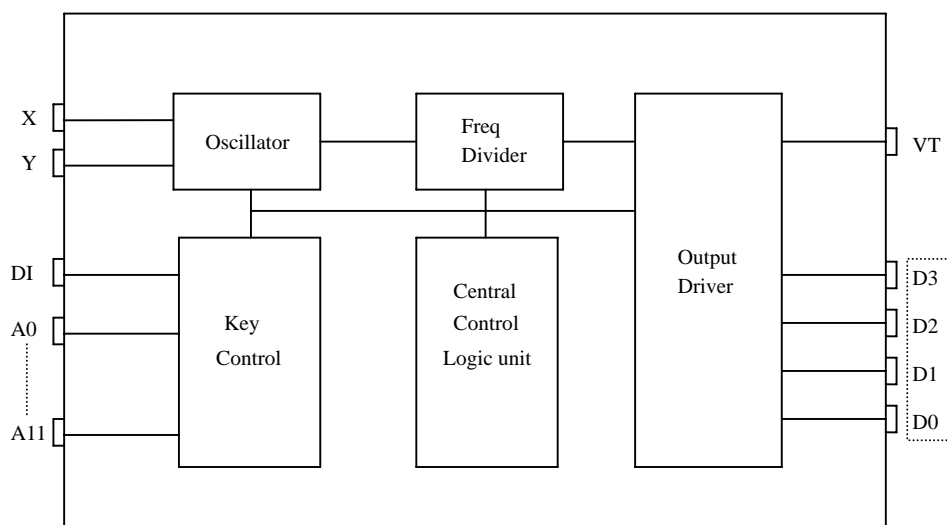 X
Y
DI
A0
A11
Oscillator
Freq
Divider
Key
Control
Central
Control
Logic unit
Output
Driver
VT
D3
D2
D1
D0